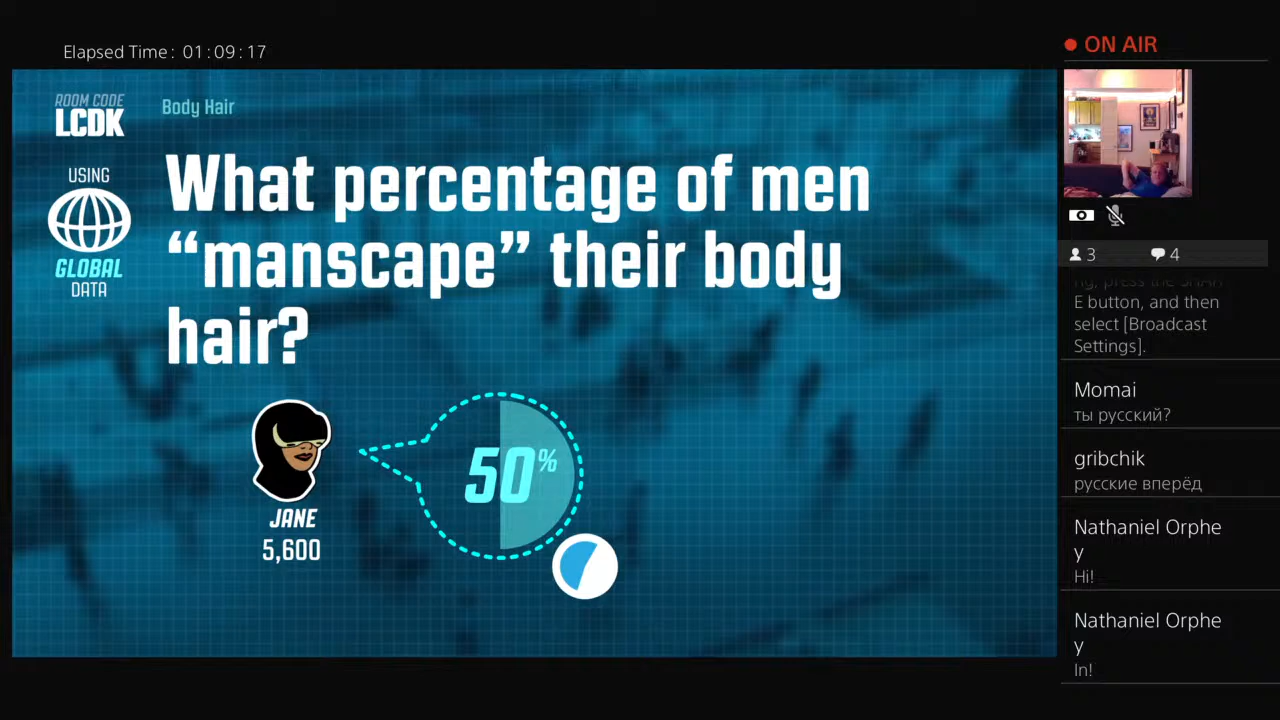 Elapsed Time: 01:09:17
ROOM CODE
LCDK
USING
GLOBAL
DATA
Body Hair
What percentage of men
“manscape” their body
hair?
50%
JANE
5,600
ON AIR
3
4
E button, and then
select [Broadcast
Settings].
Momai
ты русский?
gribchik
русские вперёд
Nathaniel Orphe
y
Hi!
Nathaniel Orphe
y
In!